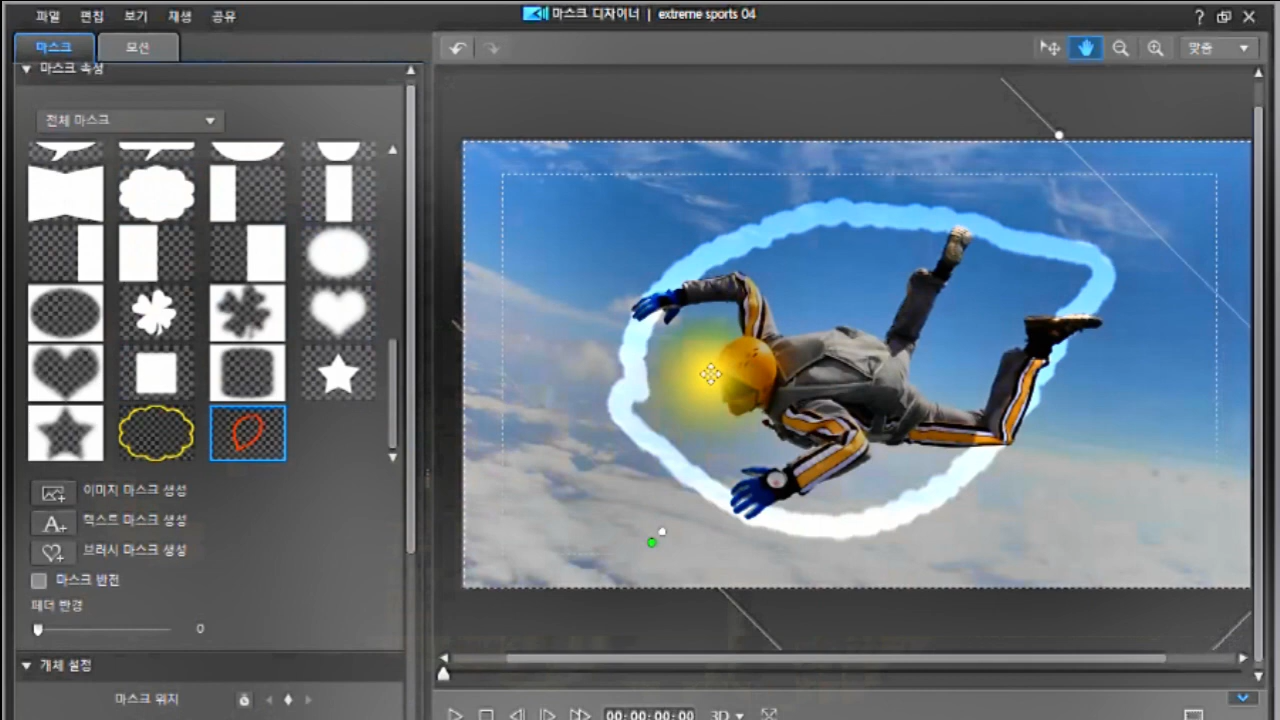 파일 편집 보기 재생 공유
마스크 디자이너 | extreme sports 04
마스크 모션
맞춤
마스크 속성
전체 마스크
이미지 마스크 생성
텍스트 마스크 생성
브러시 마스크 생성
마스크 반전
페더 반경
0
개체 설정
마스크 위치
00:00:00:00 3D